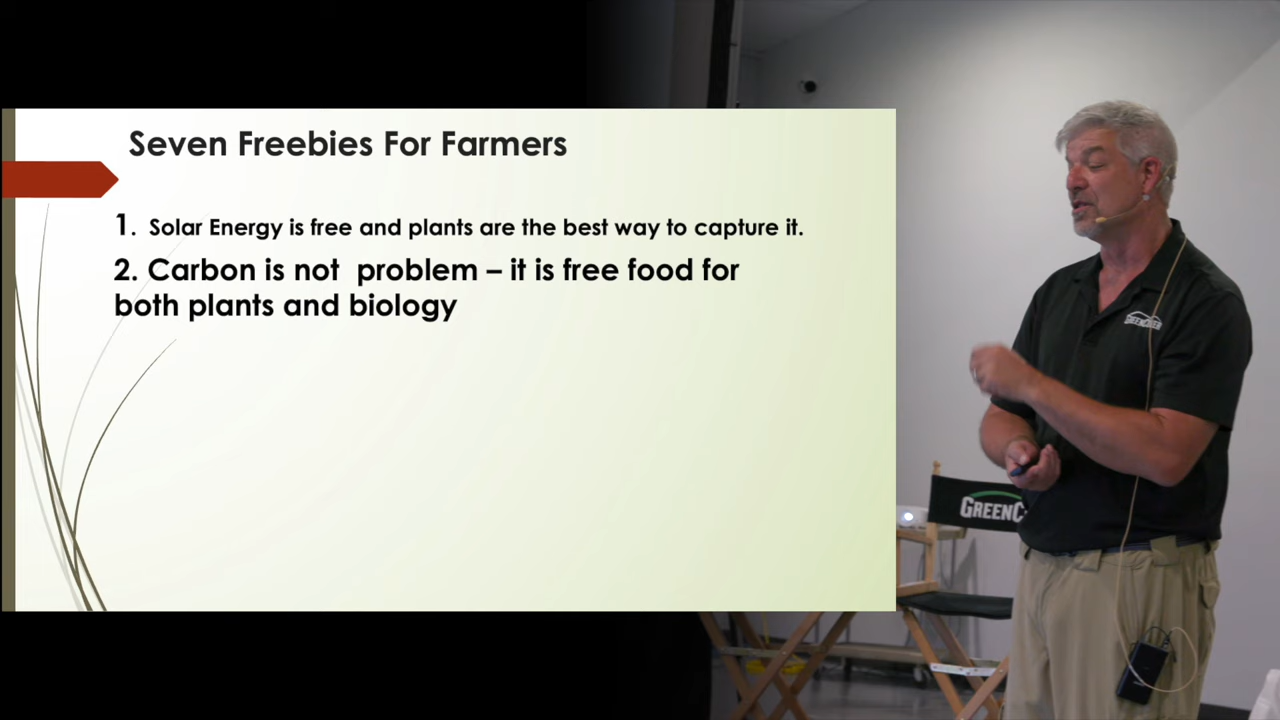 Seven Freebies For Farmers
1. Solar Energy is free and plants are the best way to capture it.
2. Carbon is not  problem – it is free food for
both plants and biology